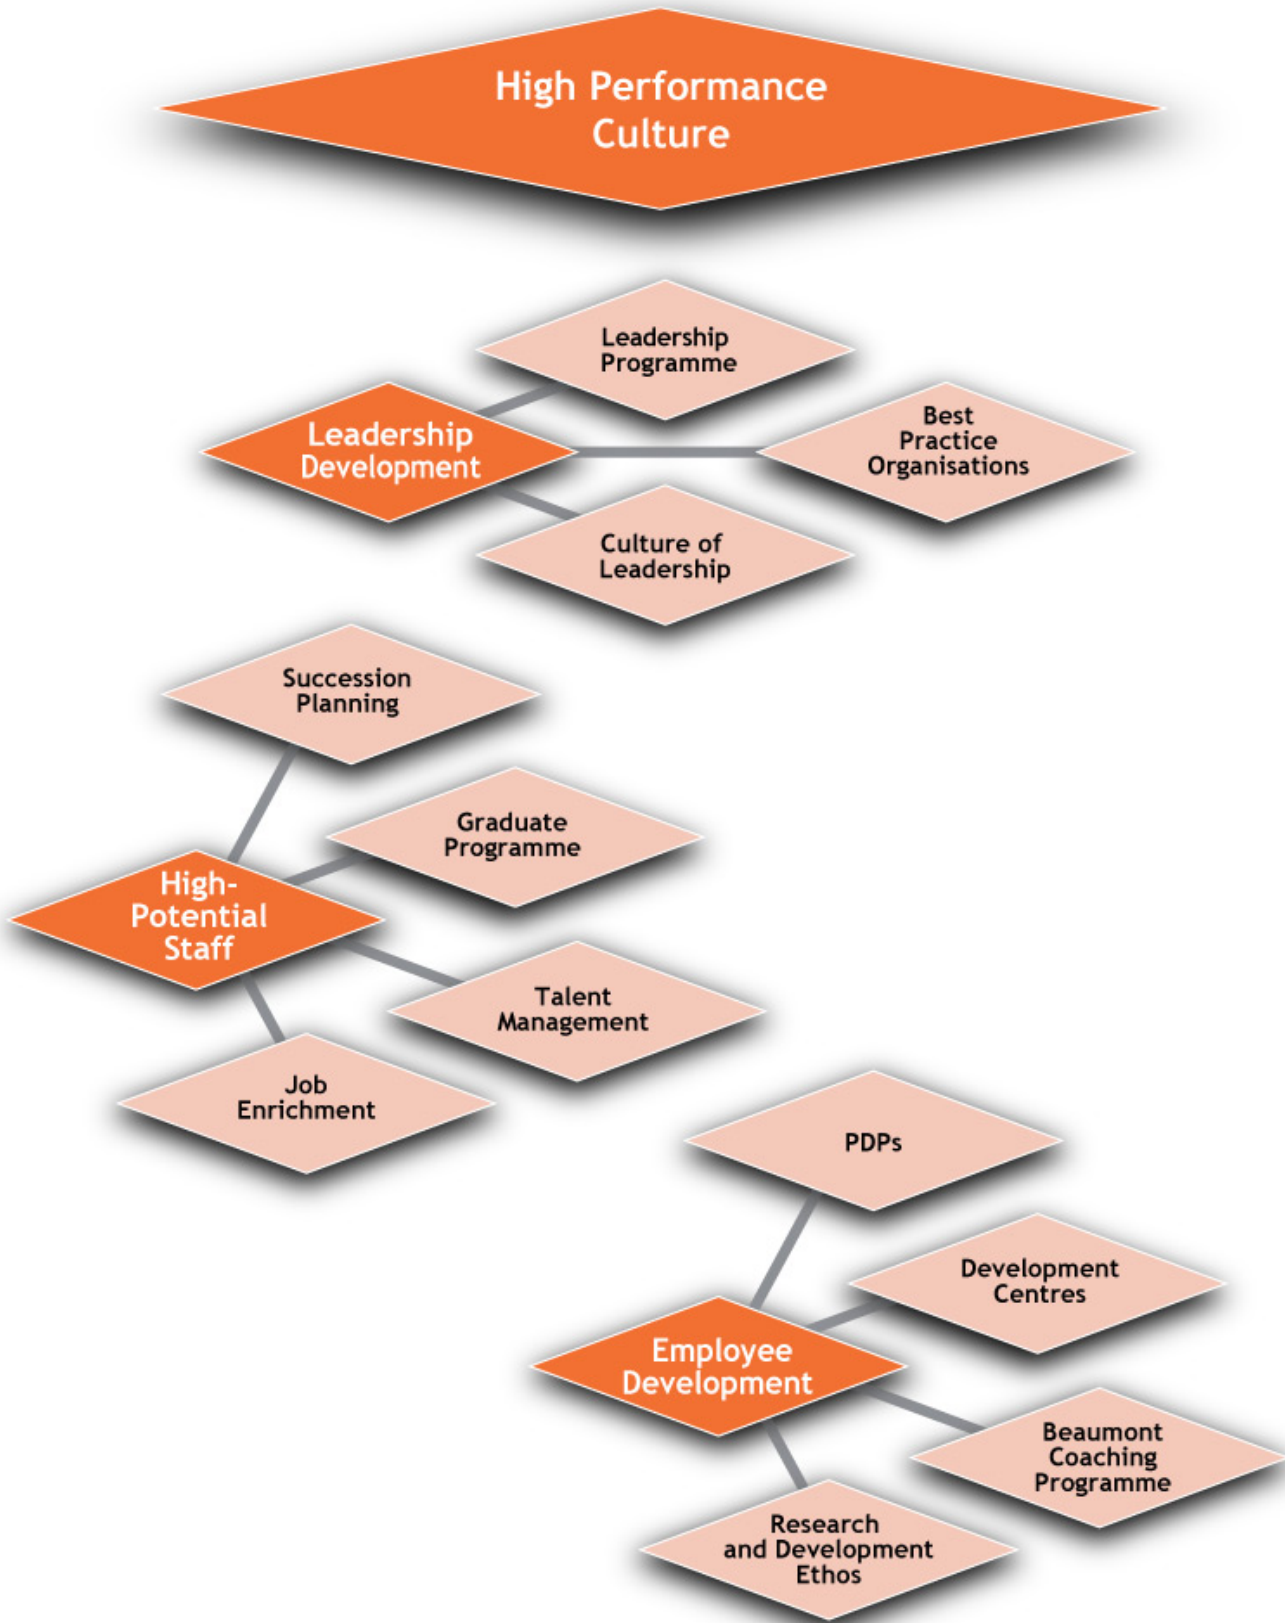 High Performance
Culture
Leadership
Programme
Leadership
Development
Best
Practice
Organisations
Culture of
Leadership
Succession
Planning
Graduate
Programme
High-
Potential
Staff
Talent
Management
Job
Enrichment
PDPs
Development
Centres
Employee
Development
Beaumont
Coaching
Programme
Research
and Development
Ethos